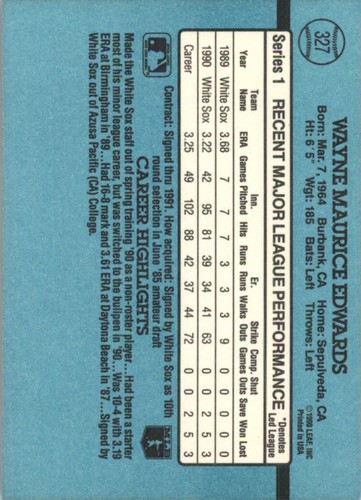 327
WAYNE MAURICE EDWARDS
Born: Mar. 7, 1964 Burbank, CA Home: Sepulveda, CA
Ht: 6' 5" Wgt: 185 Bats: Left Throws: Left
© 1990 LEAF, INC.
Printed in USA
Series 1 RECENT MAJOR LEAGUE PERFORMANCE *Denotes Led League
Team Inn. Er. Strike Comp. Shut
Year Name ERA Games Pitched Hits Runs Runs Walks Outs Games Outs Save Won Lost
1989 White Sox 3.68 7 7 7 3 3 3 9 0 0 0 0 0
1990 White Sox 3.22 42 95 81 39 34 41 63 0 0 2 5 3
Career 3.25 49 102 88 42 37 44 72 0 0 2 5 3
Contract: Signed thru 1991 How acquired: Signed by White Sox as 10th
round selection in June '85 amateur draft
CAREER HIGHLIGHTS
Made the White Sox staff out of spring training '90 as a non-roster player ... Had been a starter
most of his minor league career, but was switched to the bullpen in '90 ... Was 10-4 with 3.19
ERA at Birmingham in '89 ... Had 16-8 mark and 3.61 ERA at Daytona Beach in '87 ... Signed by
White Sox out of Azusa Pacific (CA) College.